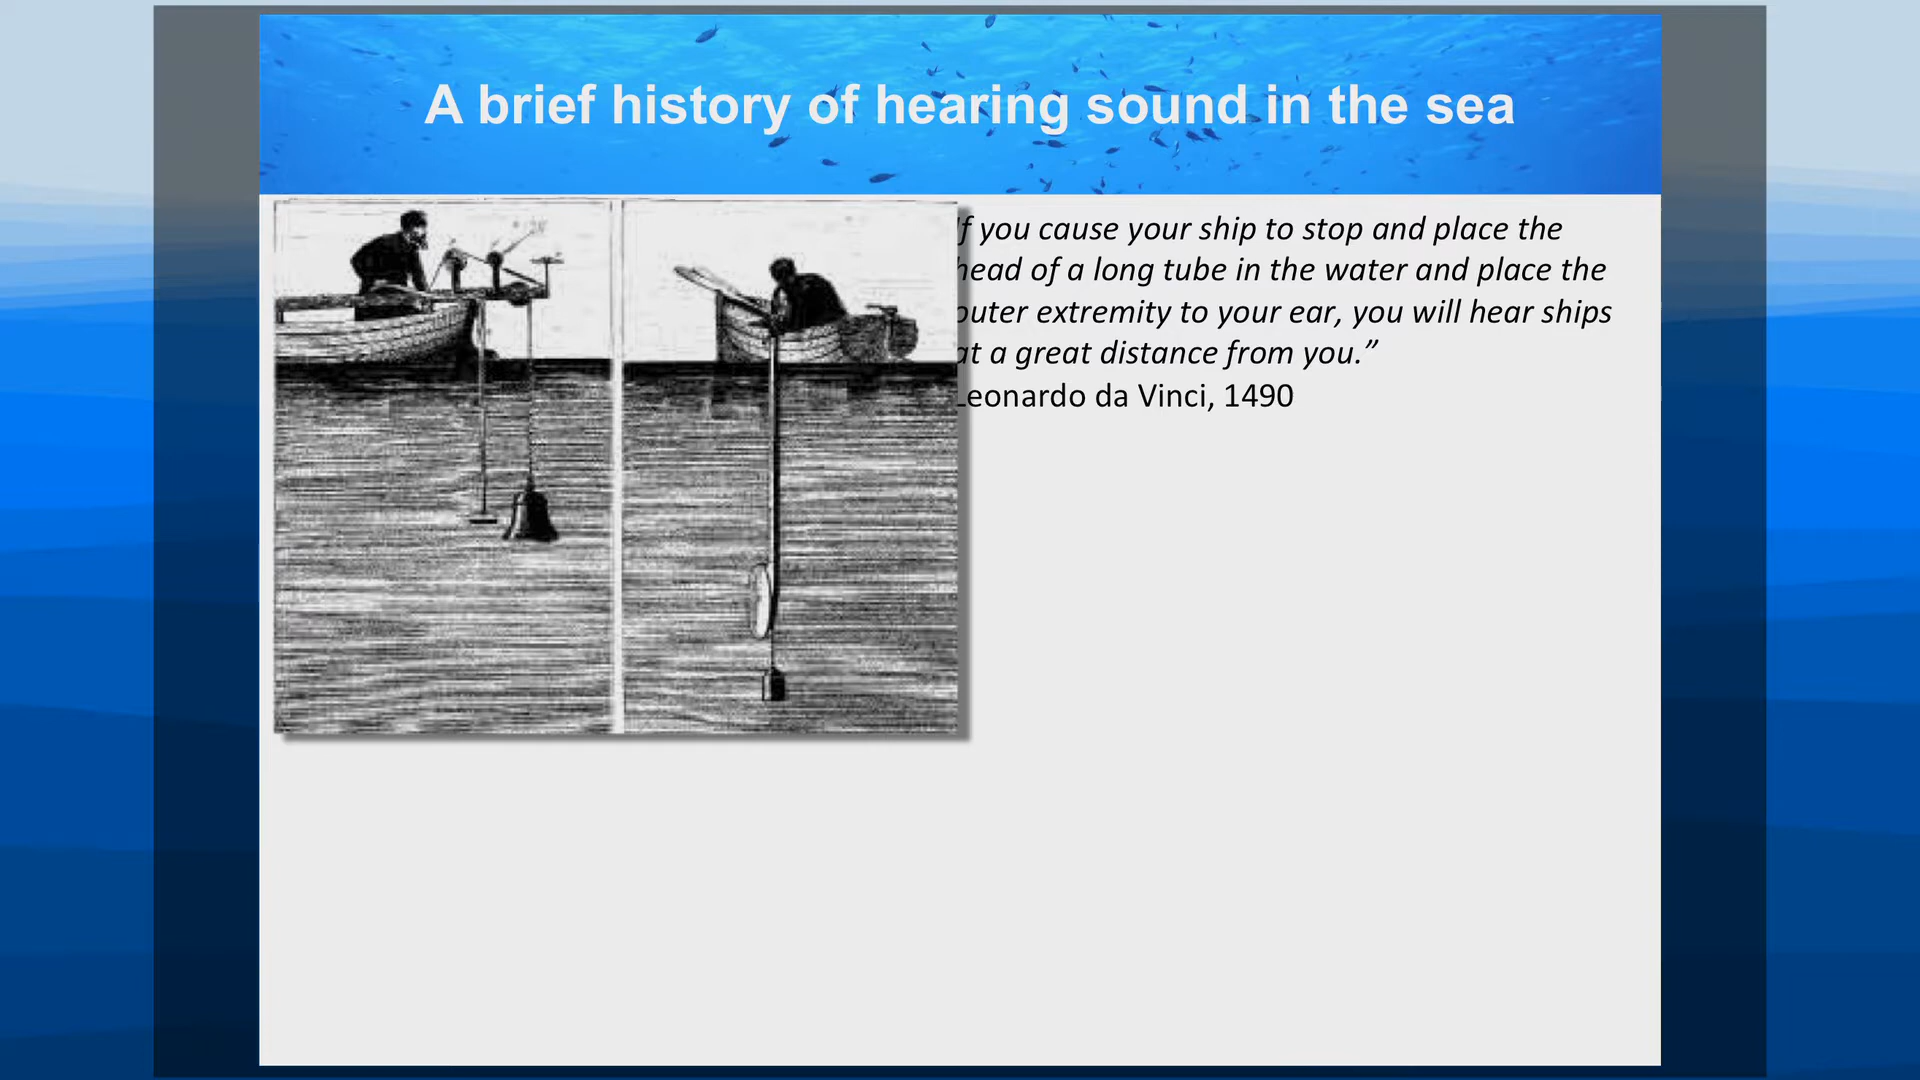 A brief history of hearing sound in the sea
f you cause your ship to stop and place the
head of a long tube in the water and place the
outer extremity to your ear, you will hear ships
at a great distance from you.”
Leonardo da Vinci, 1490